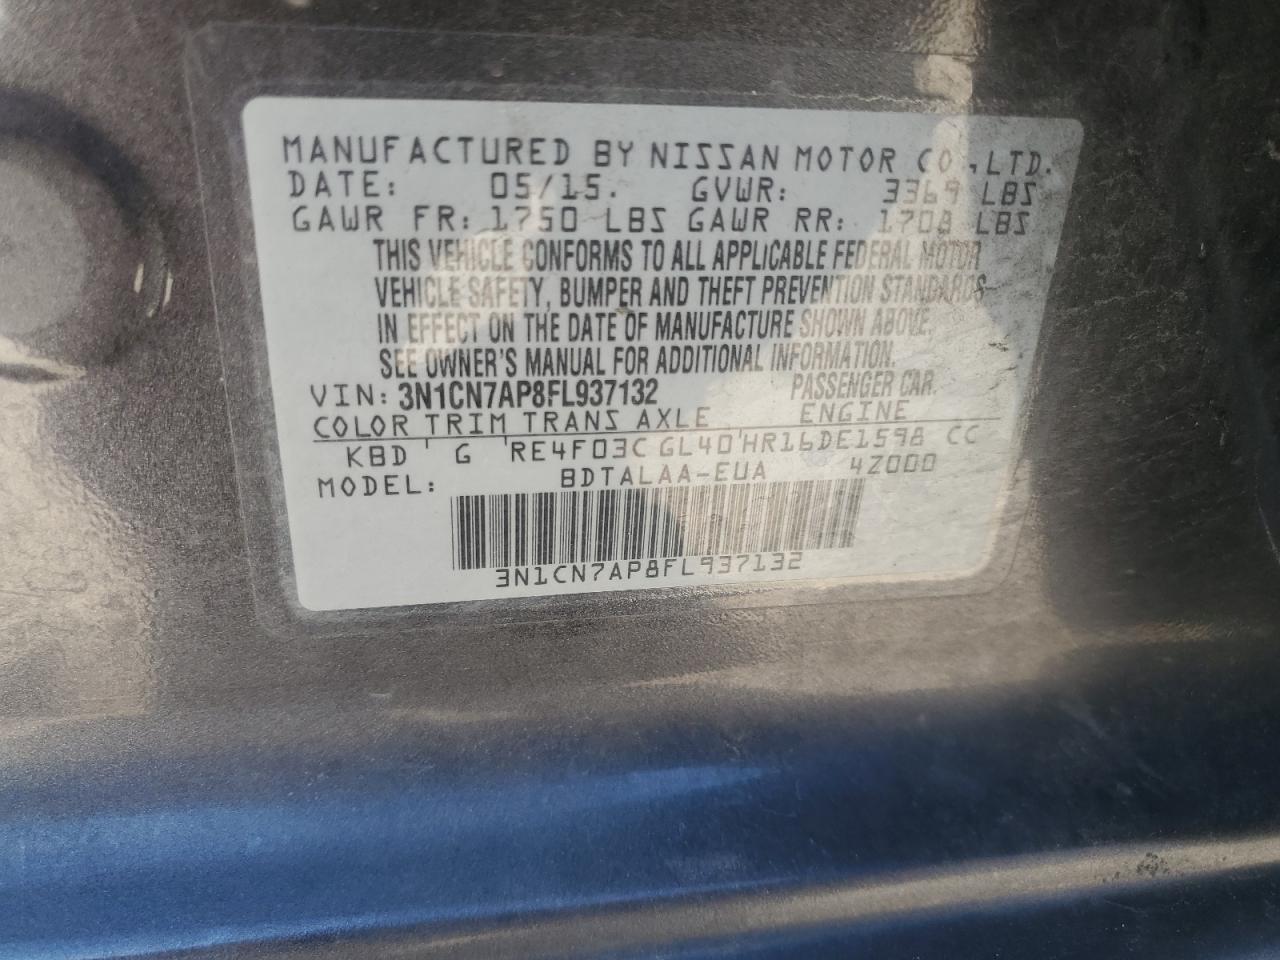 MANUFACTURED BY NISSAN MOTOR CO.,LTD.
DATE: 05/15. GVWR: 3369 LBS
GAWR FR: 1750 LBS GAWR RR: 1708 LBS
THIS VEHICLE CONFORMS TO ALL APPLICABLE FEDERAL MOTOR
VEHICLE SAFETY, BUMPER AND THEFT PREVENTION STANDARDS
IN EFFECT ON THE DATE OF MANUFACTURE SHOWN ABOVE.
SEE OWNER'S MANUAL FOR ADDITIONAL INFORMATION.
VIN: 3N1CN7AP8FL937132 PASSENGER CAR.
COLOR TRIM TRANS AXLE ENGINE
KBD G RE4F03C GL40 HR16DE1598 CC
MODEL: BDTALAA-EUA 4Z000
3N1CN7AP8FL937132